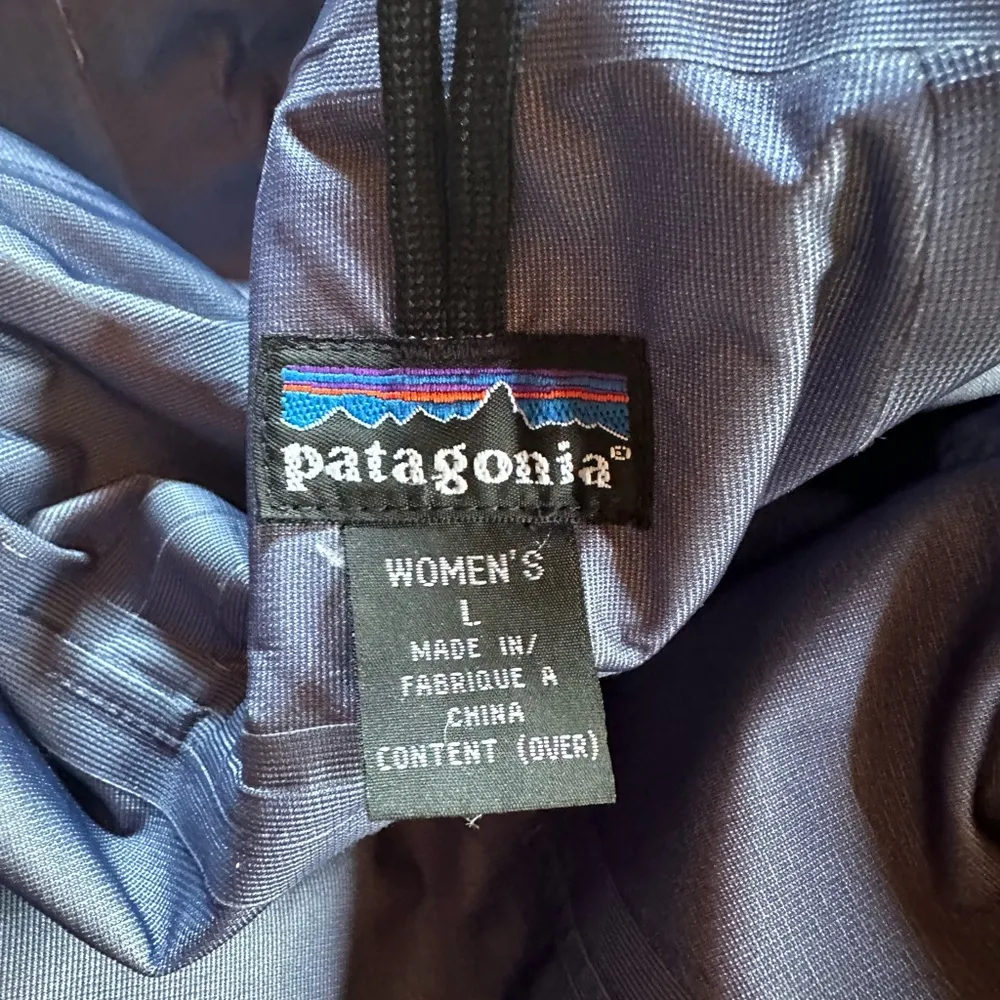 patagonia®
WOMEN'S
L
MADE IN/
FABRIQUE A
CHINA
CONTENT (OVER)